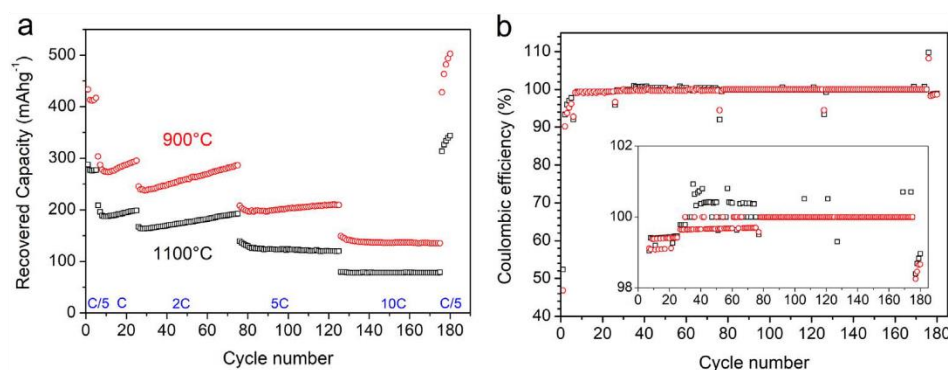 a
Recovered Capacity (mAhg⁻¹)
500
400
300
200
100
0
900°C
1100°C
C/5 C 2C 5C 10C C/5
0 20 40 60 80 100 120 140 160 180
Cycle number
b
Coulombic efficiency (%)
110
100
90
80
70
60
50
40
102
100
98
0 20 40 60 80 100 120 140 160 180
0 20 40 60 80 100 120 140 160 180
Cycle number